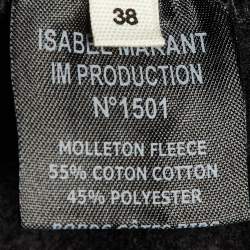 38
ISABEL MARANT
IM PRODUCTION
N°1501
MOLLETON FLEECE
55% COTON COTTON
45% POLYESTER